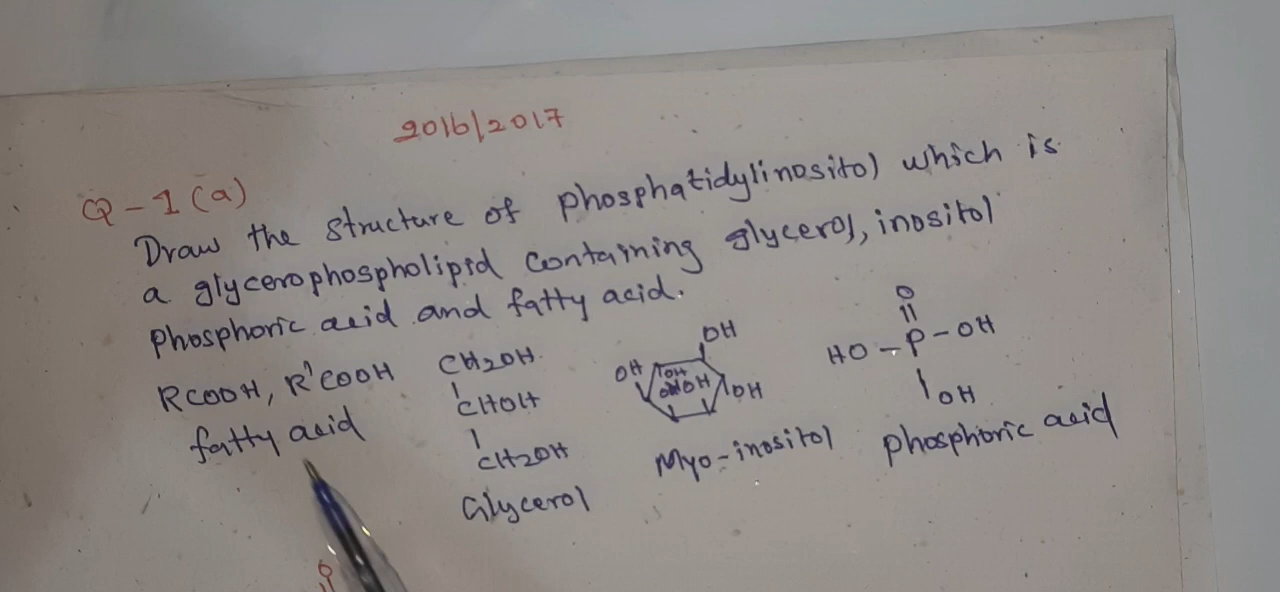 2016/2017
Q-1(a)
Draw the structure of phosphatidylinositol which is
a glycerophospholipid containing glycerol, inositol
phosphoric acid and fatty acid.
RCOOH, R'COOH
fatty acid
CH2OH
CHOH
CH2OH
Glycerol
OH
OH
OH
OH
OH
Myo-inositol
O
HO-P-OH
OH
phosphoric acid